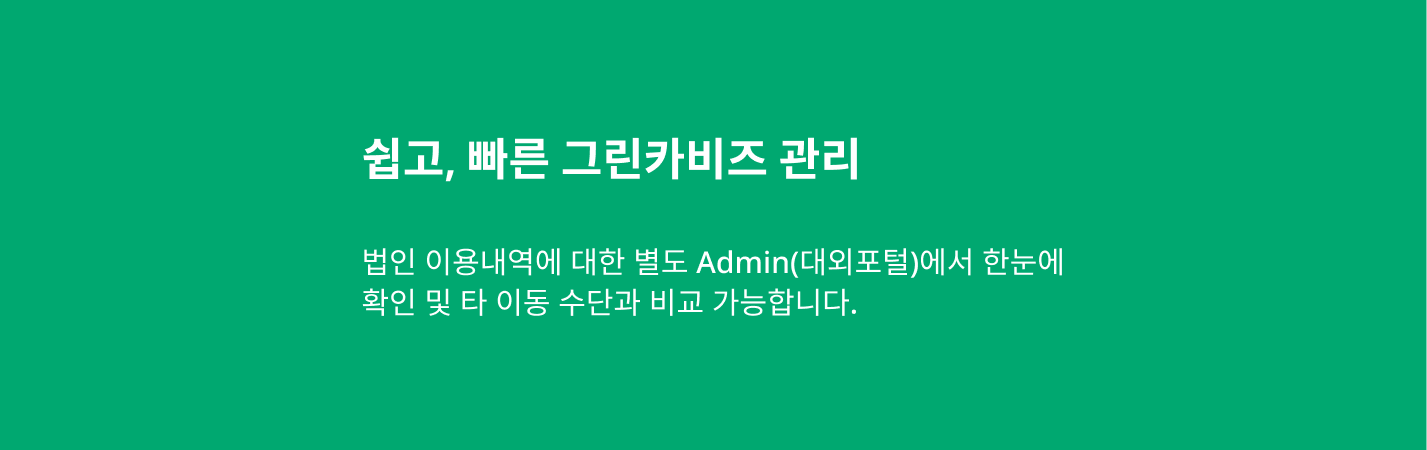 쉽고, 빠른 그린카비즈 관리
법인 이용내역에 대한 별도 Admin(대외포털)에서 한눈에
확인 및 타 이동 수단과 비교 가능합니다.